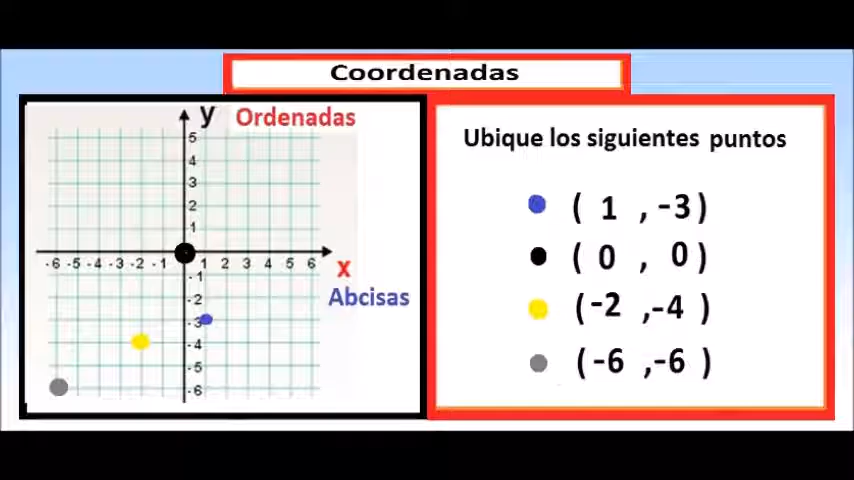 Coordenadas
y Ordenadas
5
4
3
2
1
-6 -5 -4 -3 -2 -1 1 2 3 4 5 6
x
Abcisas
-1
-2
-3
-4
-5
-6
Ubique los siguientes puntos
( 1 , -3 )
( 0 , 0 )
( -2 , -4 )
( -6 , -6 )